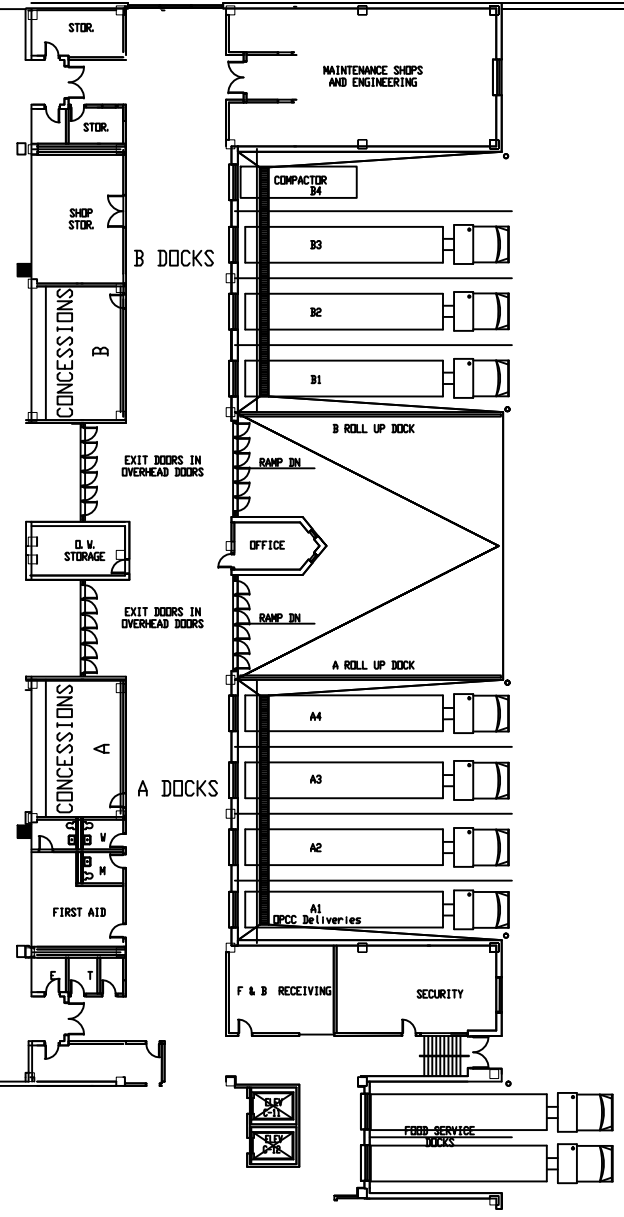 STOR.
MAINTENANCE SHOPS
AND ENGINEERING
STOR.
COMPACTOR
B4
SHOP
STOR.
B DOCKS
B3
B2
B1
CONCESSIONS
B
B ROLL UP DOCK
EXIT DOORS IN
OVERHEAD DOORS
RAMP DN
O.W.
STORAGE
OFFICE
EXIT DOORS IN
OVERHEAD DOORS
RAMP DN
A ROLL UP DOCK
CONCESSIONS
A
A DOCKS
A4
A3
A2
W
M
A1
OPCC Deliveries
FIRST AID
E
T
F & B RECEIVING
SECURITY
ELEV
C-11
ELEV
FOOD SERVICE
DOCKS